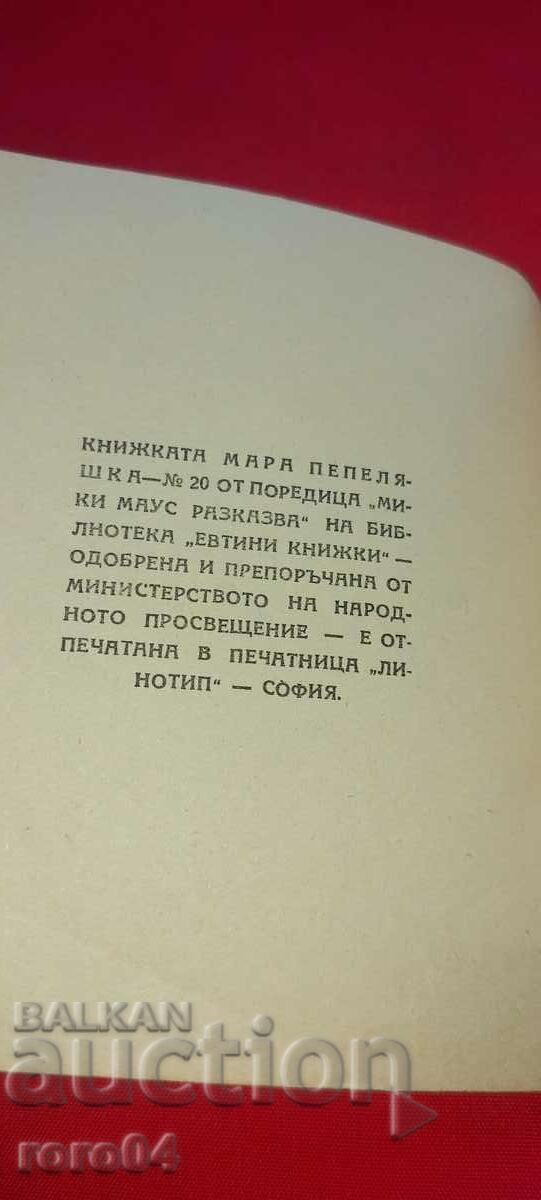 КНИЖКАТА МАРА ПЕПЕЛЯ-
ШКА—№ 20 ОТ ПОРЕДИЦА „МИ-
КИ МАУС РАЗКАЗВА“ НА БИБ-
ЛНОТЕКА „ЕВТИНИ КНИЖКИ“ —
ОДОБРЕНА И ПРЕПОРЪЧАНА ОТ
МИНИСТЕРСТВОТО НА НАРОД-
НОТО ПРОСВЕЩЕНИЕ — Е ОТ-
ПЕЧАТАНА В ПЕЧАТНИЦА „ЛИ-
НОТИП“ — СОФИЯ.
BALKAN
auction
roro04